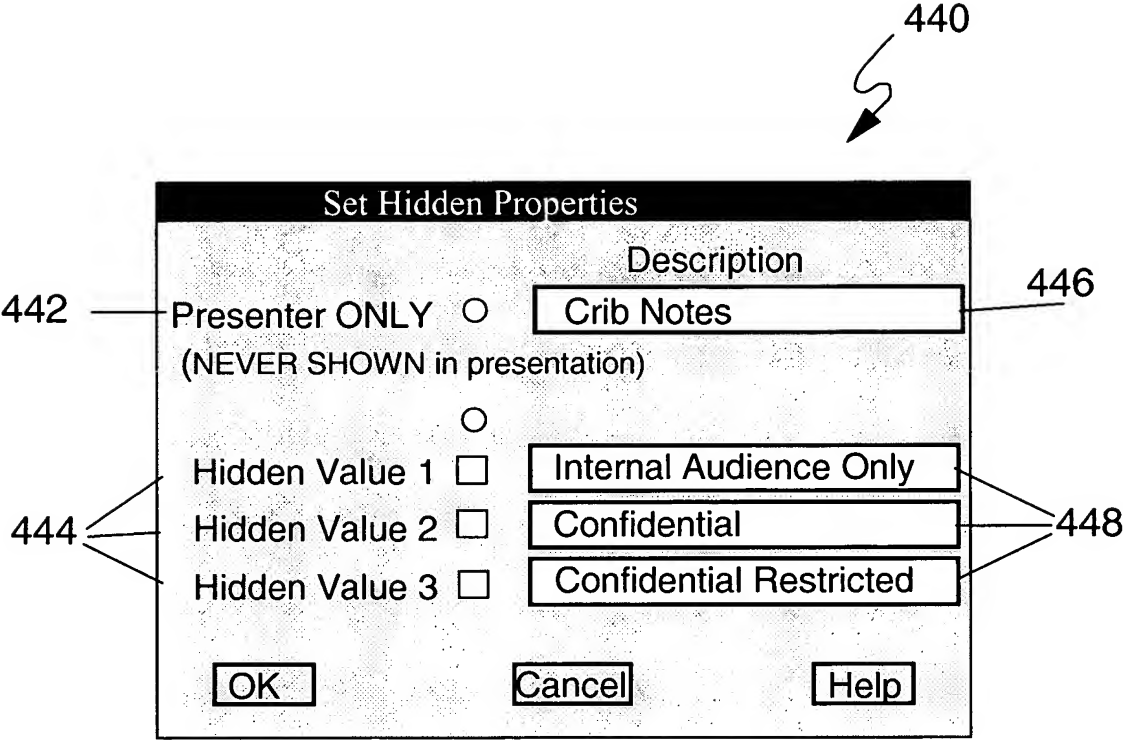 440
Set Hidden Properties
Description
442 Presenter ONLY Crib Notes 446
(NEVER SHOWN in presentation)
Hidden Value 1 Internal Audience Only
444 Hidden Value 2 Confidential 448
Hidden Value 3 Confidential Restricted
OK Cancel Help